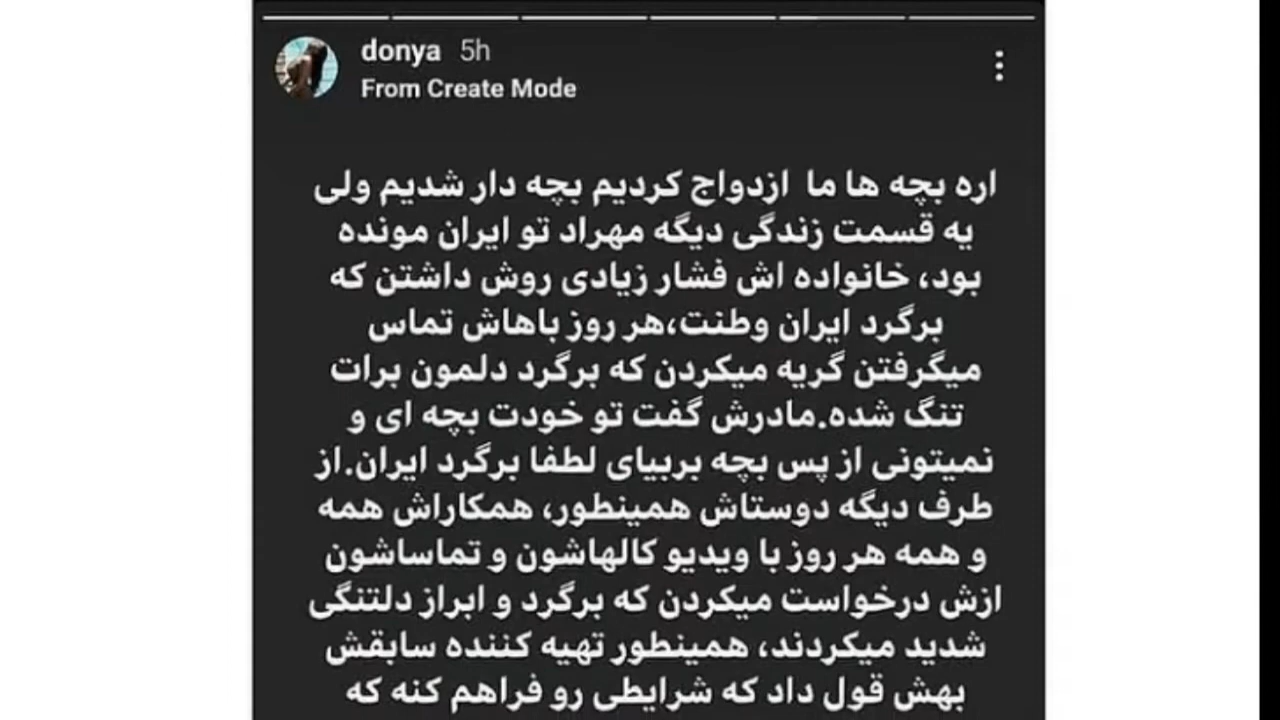 donya 5h
From Create Mode
اره بچه ها ما ازدواج کردیم بچه دار شدیم ولی
یه قسمت زندگی دیگه مهراد تو ایران مونده
بود، خانواده اش فشار زیادی روش داشتن که
برگرد ایران وطنت،هر روز باهاش تماس
میگرفتن گریه میکردن که برگرد دلمون برات
تنگ شده.مادرش گفت تو خودت بچه ای و
نمیتونی از پس بچه بربیای لطفا برگرد ایران.از
طرف دیگه دوستاش همینطور، همکاراش همه
و همه هر روز با ویدیو کالهاشون و تماساشون
ازش درخواست میکردن که برگرد و ابراز دلتنگی
شدید میکردند، همینطور تهیه کننده سابقش
بهش قول داد که شرایطی رو فراهم کنه که